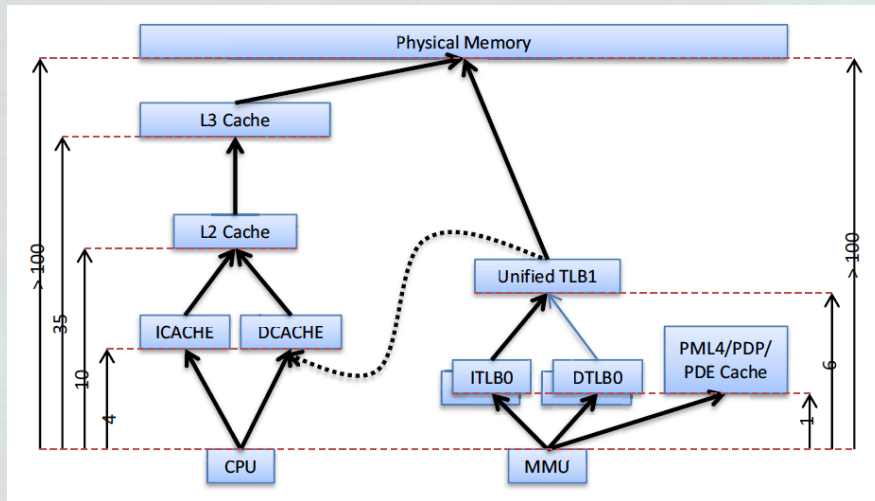 Physical Memory
L3 Cache
L2 Cache
Unified TLB1
ICACHE
DCACHE
ITLB0
DTLB0
PML4/PDP/
PDE Cache
CPU
MMU
> 100
35
10
4
1
6
> 100